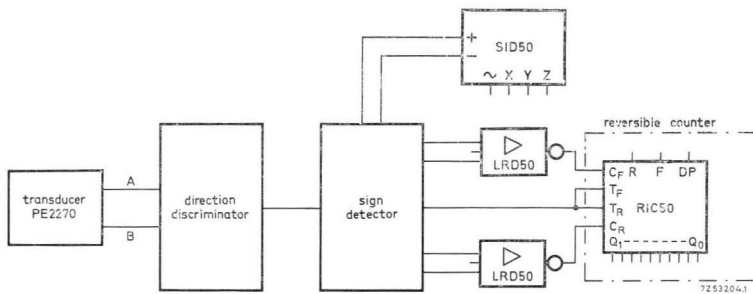 +
SID50
−
~ X Y Z
reversible counter
LRD50
C_F R F DP
A
T_F
transducer
PE2270
direction
discriminator
sign
detector
T_R RIC50
B
C_R
Q_1 Q_0
LRD50
7Z53204.1